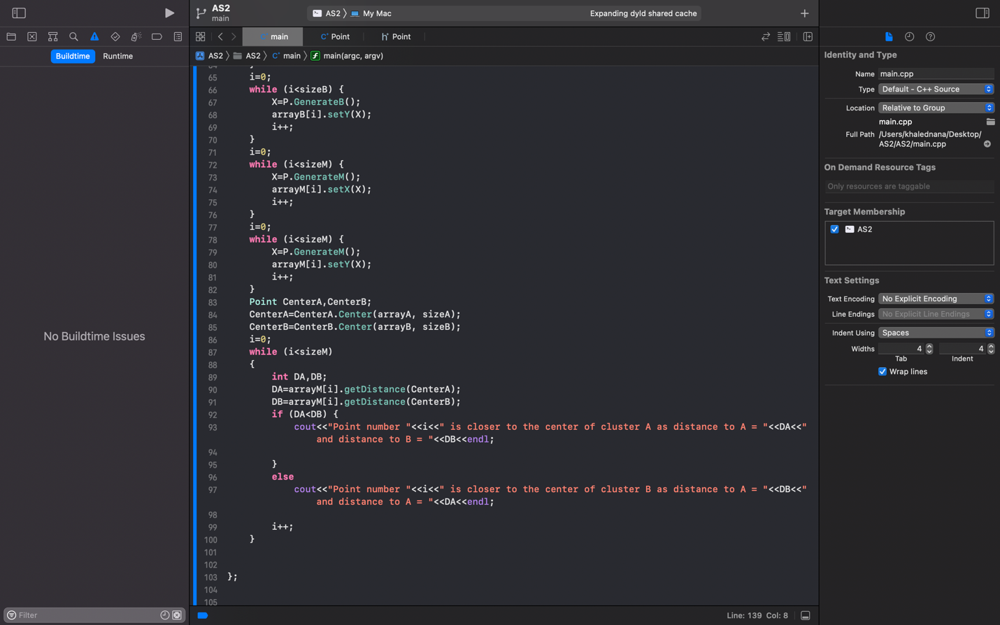 AS2
main
AS2 〉 My Mac
Expanding dyld shared cache
main
Point
Point
Buildtime
Runtime
AS2 〉 AS2 〉 main 〉 main(argc, argv)
No Buildtime Issues
65 i=0;
66 while (i<sizeB) {
67 X=P.GenerateB();
68 arrayB[i].setY(X);
69 i++;
70 }
71 i=0;
72 while (i<sizeM) {
73 X=P.GenerateM();
74 arrayM[i].setX(X);
75 i++;
76 }
77 i=0;
78 while (i<sizeM) {
79 X=P.GenerateM();
80 arrayM[i].setY(X);
81 i++;
82 }
83 Point CenterA,CenterB;
84 CenterA=CenterA.Center(arrayA, sizeA);
85 CenterB=CenterB.Center(arrayB, sizeB);
86 i=0;
87 while (i<sizeM)
88 {
89 int DA,DB;
90 DA=arrayM[i].getDistance(CenterA);
91 DB=arrayM[i].getDistance(CenterB);
92 if (DA<DB) {
93 cout<<"Point number "<<i<<" is closer to the center of cluster A as distance to A = "<<DA<<"
and distance to B = "<<DB<<endl;
94
95 }
96 else
97 cout<<"Point number "<<i<<" is closer to the center of cluster B as distance to A = "<<DB<<"
and distance to A = "<<DA<<endl;
98
99 i++;
100 }
101
102
103 };
104
105
Filter
Line: 139 Col: 8
Identity and Type
Name main.cpp
Type Default - C++ Source
Location Relative to Group
main.cpp
Full Path /Users/khalednana/Desktop/
AS2/AS2/main.cpp
On Demand Resource Tags
Only resources are taggable
Target Membership
AS2
Text Settings
Text Encoding No Explicit Encoding
Line Endings No Explicit Line Endings
Indent Using Spaces
Widths 4 4
Tab Indent
Wrap lines